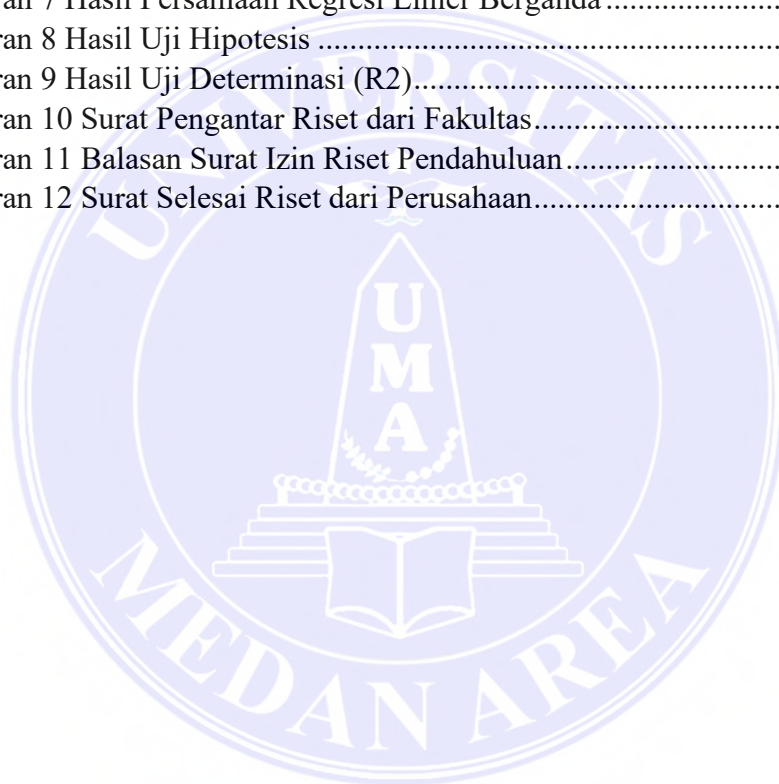 ran 7 Hasil Persamaan Regresi Linier Berganda....................
ran 8 Hasil Uji Hipotesis ........................................................
ran 9 Hasil Uji Determinasi (R2)............................................
ran 10 Surat Pengantar Riset dari Fakultas..............................
ran 11 Balasan Surat Izin Riset Pendahuluan..........................
ran 12 Surat Selesai Riset dari Perusahaan..............................
UNIVERSITAS
U
M
A
MEDAN AREA